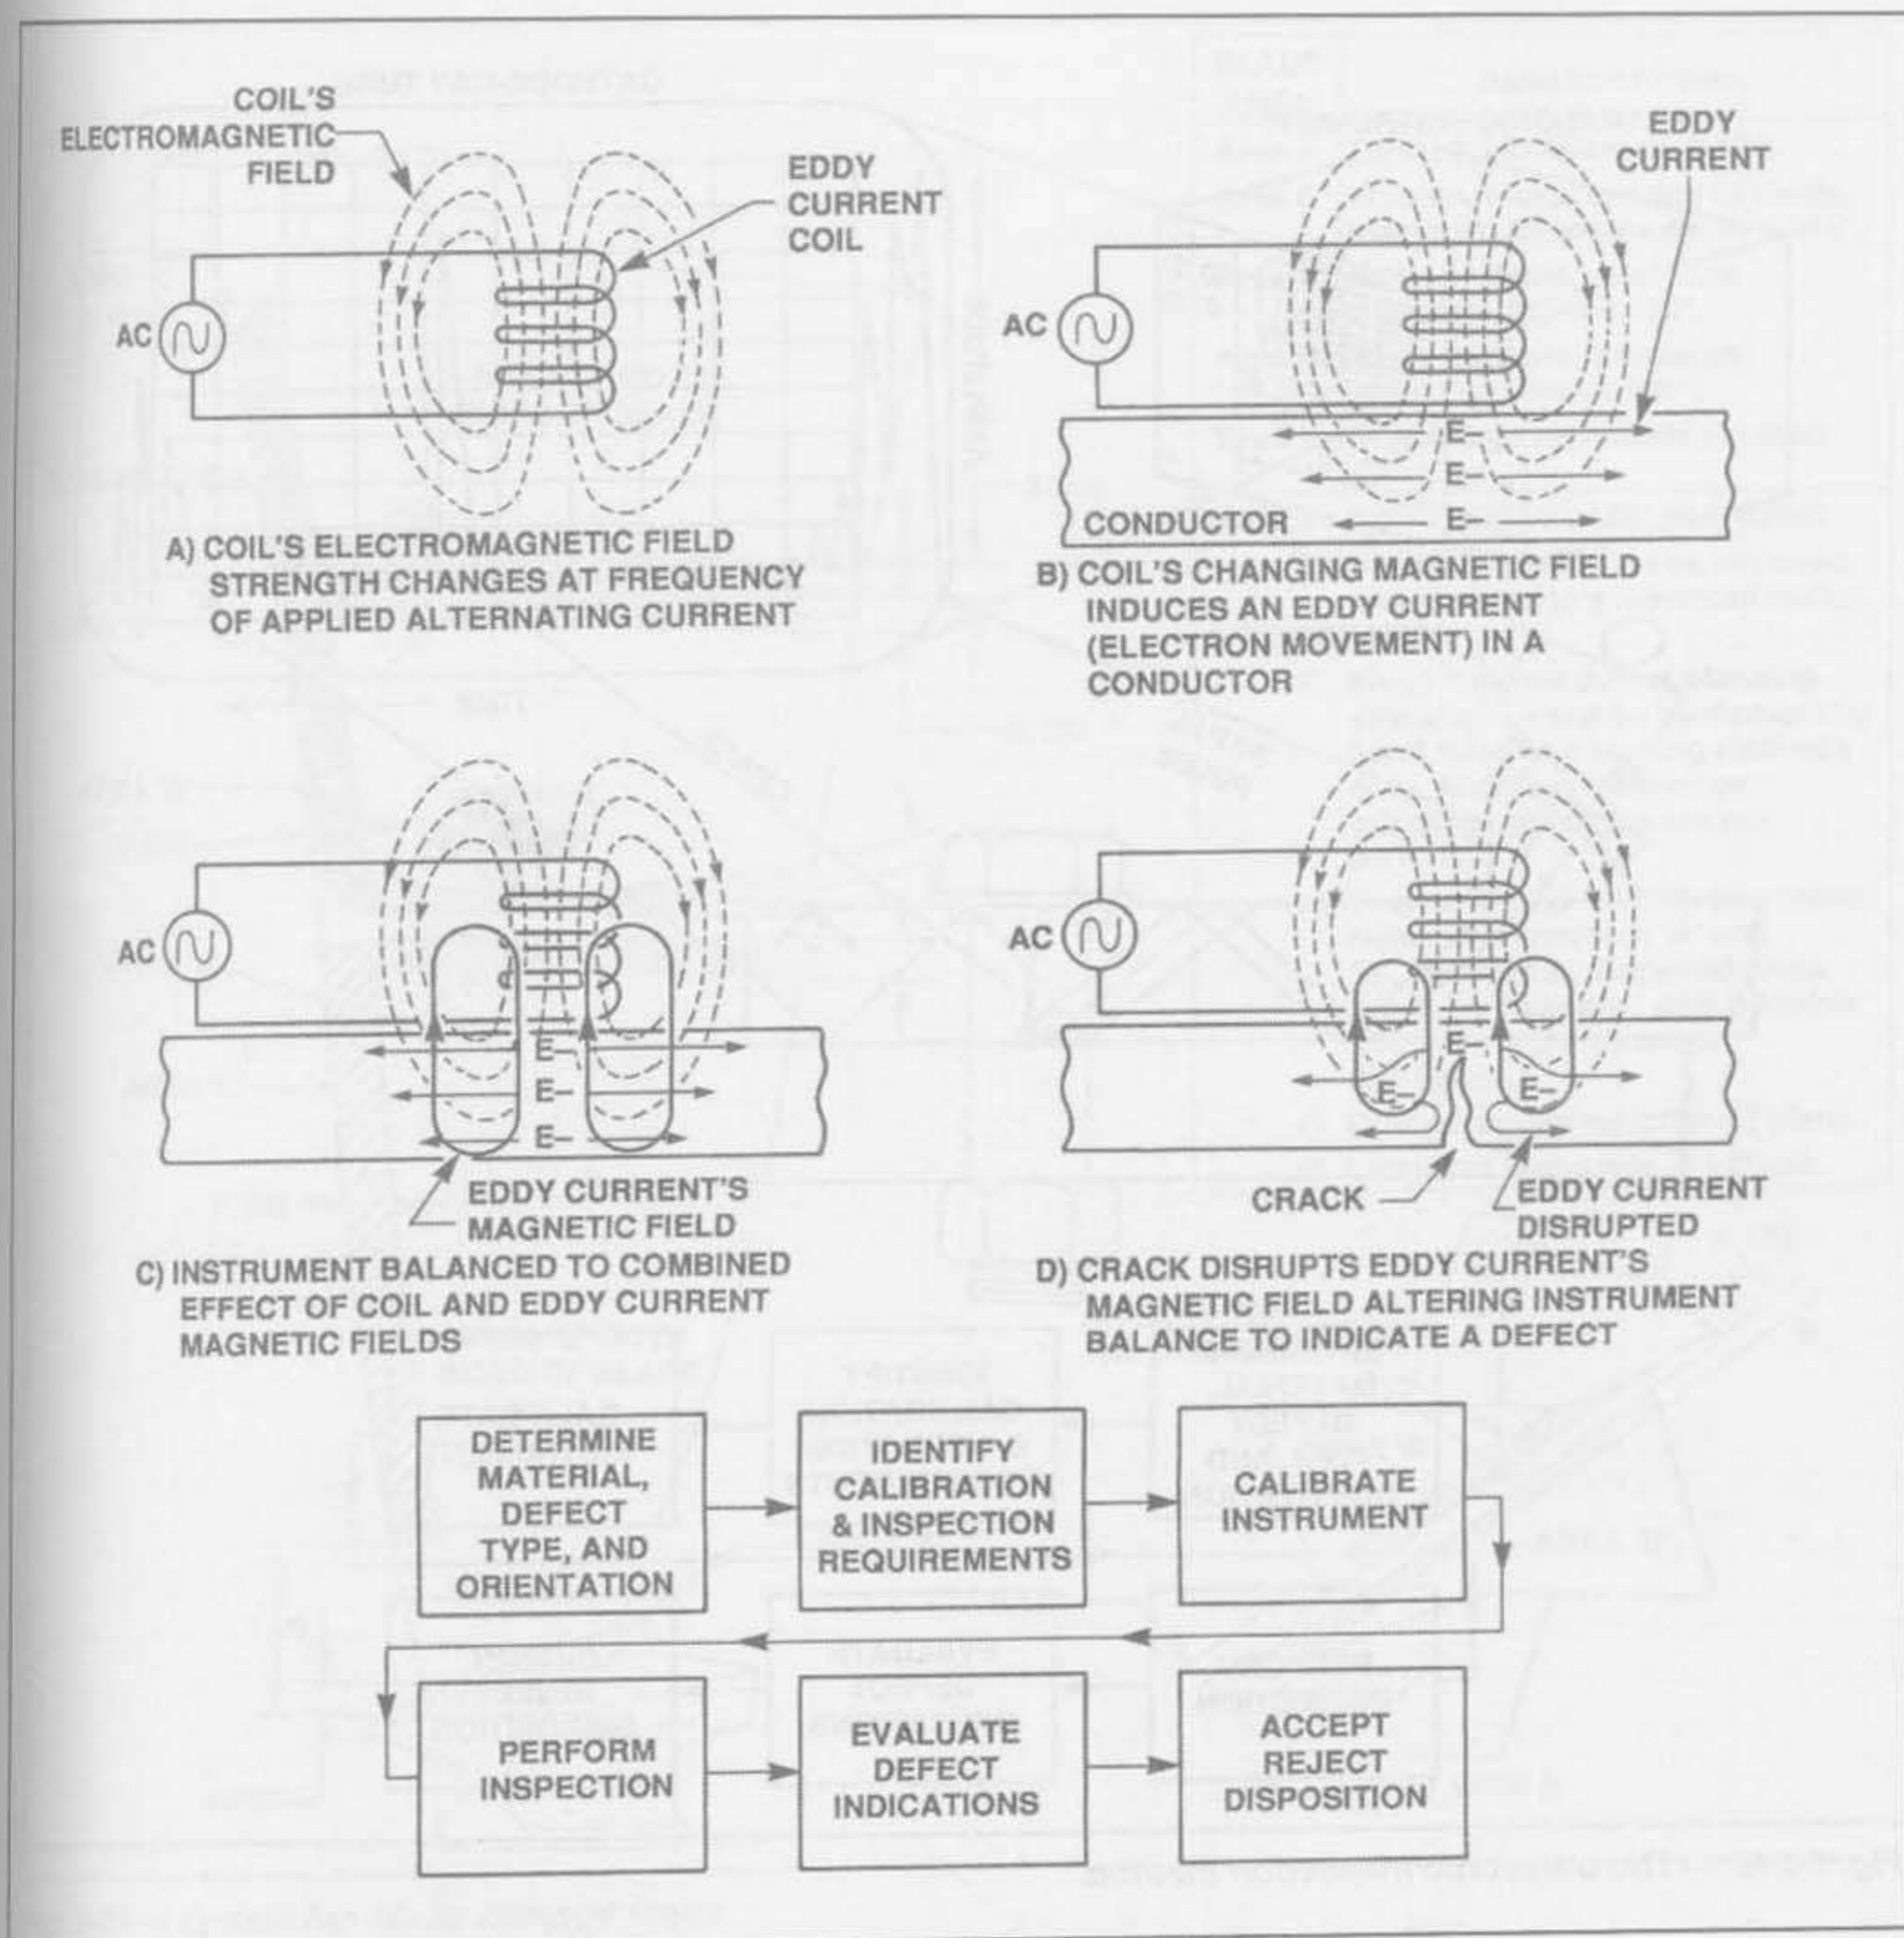 COIL'S
ELECTROMAGNETIC
FIELD
EDDY
CURRENT
COIL
AC
A) COIL'S ELECTROMAGNETIC FIELD
STRENGTH CHANGES AT FREQUENCY
OF APPLIED ALTERNATING CURRENT
EDDY
CURRENT
AC
E–
E–
E–
CONDUCTOR
B) COIL'S CHANGING MAGNETIC FIELD
INDUCES AN EDDY CURRENT
(ELECTRON MOVEMENT) IN A
CONDUCTOR
AC
E–
E–
E–
EDDY CURRENT'S
MAGNETIC FIELD
C) INSTRUMENT BALANCED TO COMBINED
EFFECT OF COIL AND EDDY CURRENT
MAGNETIC FIELDS
AC
E–
E–
E–
CRACK
EDDY CURRENT
DISRUPTED
D) CRACK DISRUPTS EDDY CURRENT'S
MAGNETIC FIELD ALTERING INSTRUMENT
BALANCE TO INDICATE A DEFECT
DETERMINE
MATERIAL,
DEFECT
TYPE, AND
ORIENTATION
IDENTIFY
CALIBRATION
& INSPECTION
REQUIREMENTS
CALIBRATE
INSTRUMENT
PERFORM
INSPECTION
EVALUATE
DEFECT
INDICATIONS
ACCEPT
REJECT
DISPOSITION